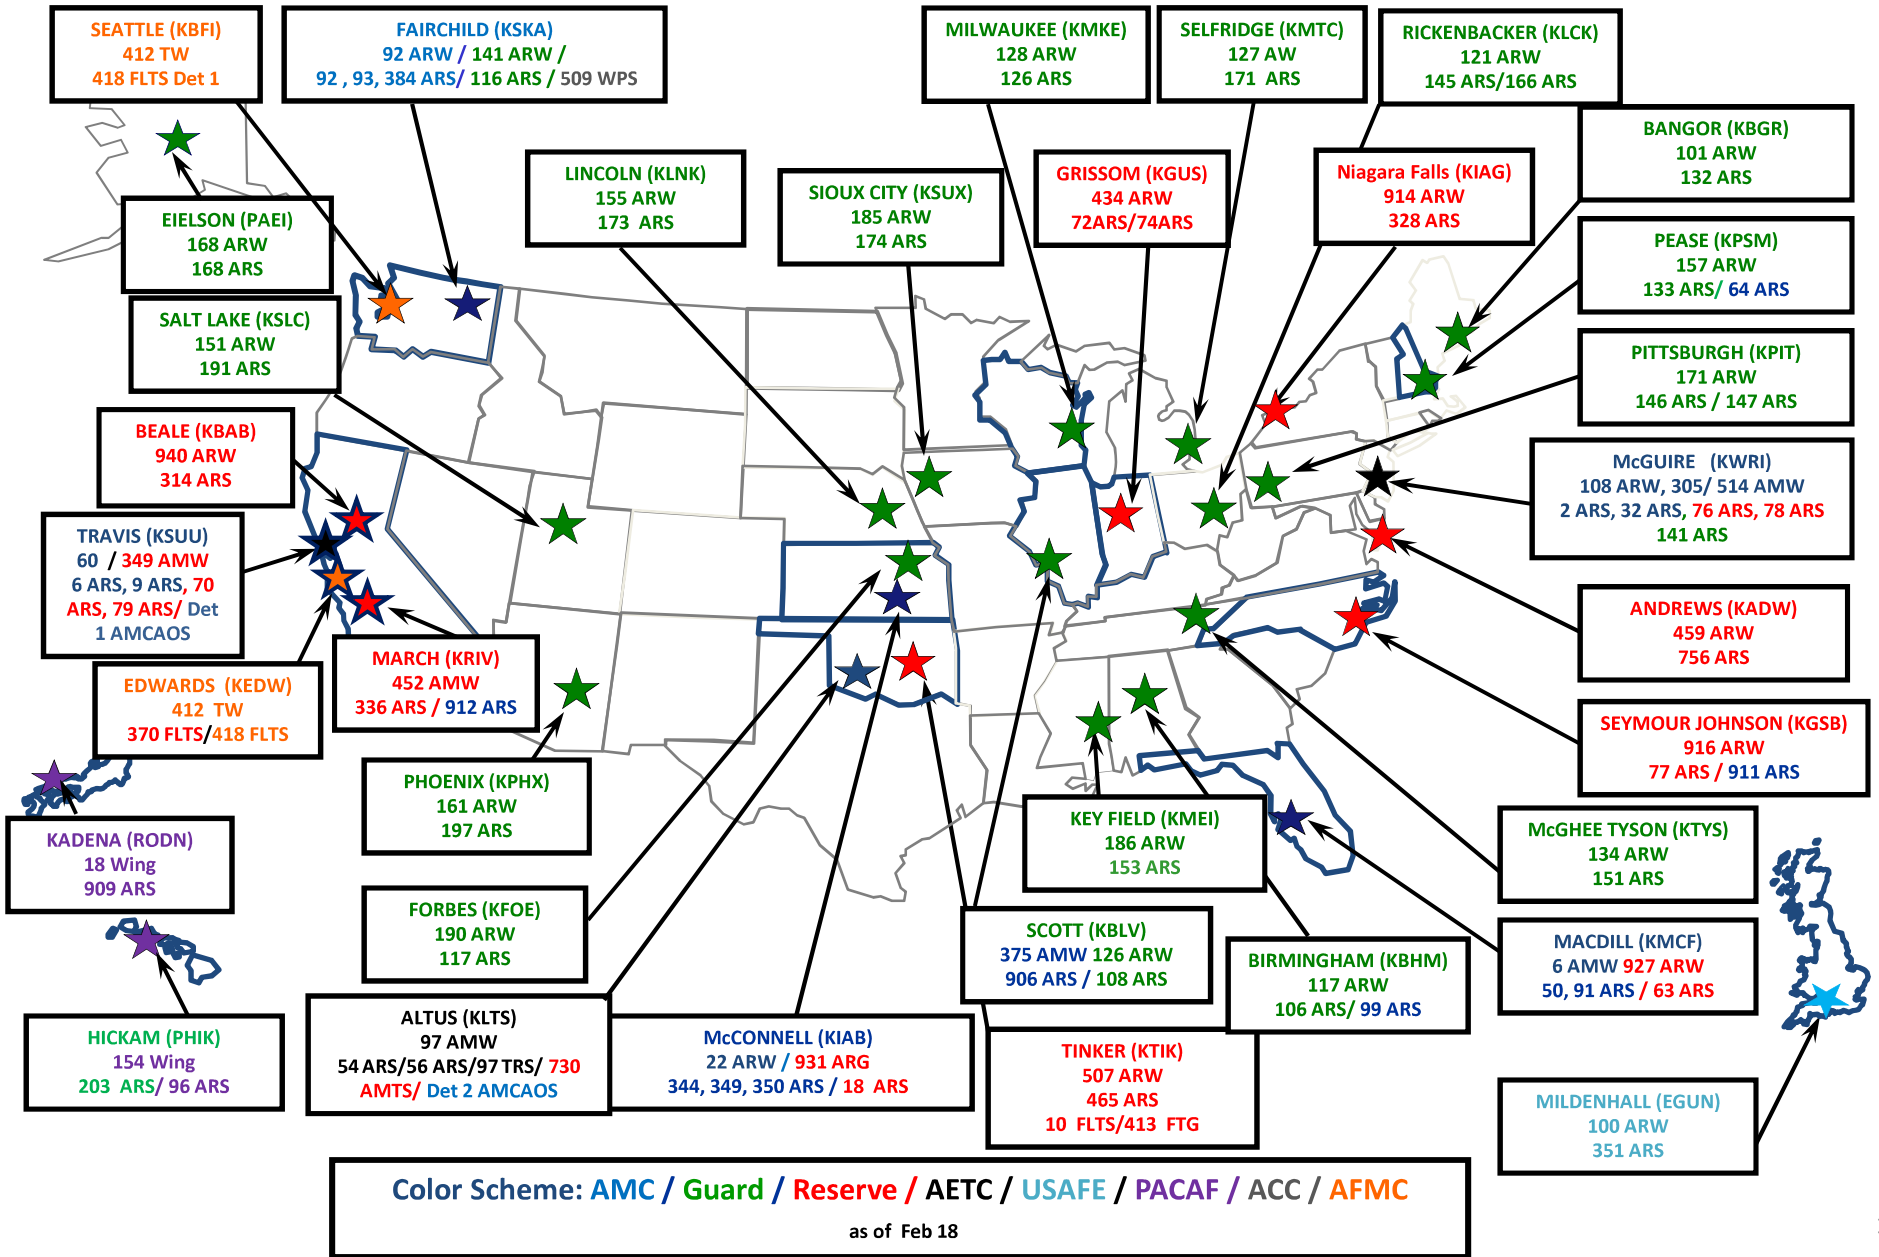 SEATTLE (KBFI)
412 TW
418 FLTS Det 1
FAIRCHILD (KSKA)
92 ARW / 141 ARW /
92 , 93, 384 ARS/ 116 ARS / 509 WPS
MILWAUKEE (KMKE)
128 ARW
126 ARS
SELFRIDGE (KMTC)
127 AW
171 ARS
RICKENBACKER (KLCK)
121 ARW
145 ARS/166 ARS
BANGOR (KBGR)
101 ARW
132 ARS
LINCOLN (KLNK)
155 ARW
173 ARS
SIOUX CITY (KSUX)
185 ARW
174 ARS
GRISSOM (KGUS)
434 ARW
72ARS/74ARS
Niagara Falls (KIAG)
914 ARW
328 ARS
EIELSON (PAEI)
168 ARW
168 ARS
PEASE (KPSM)
157 ARW
133 ARS/ 64 ARS
SALT LAKE (KSLC)
151 ARW
191 ARS
PITTSBURGH (KPIT)
171 ARW
146 ARS / 147 ARS
BEALE (KBAB)
940 ARW
314 ARS
McGUIRE (KWRI)
108 ARW, 305/ 514 AMW
2 ARS, 32 ARS, 76 ARS, 78 ARS
141 ARS
TRAVIS (KSUU)
60 / 349 AMW
6 ARS, 9 ARS, 70
ARS, 79 ARS/ Det
1 AMCAOS
ANDREWS (KADW)
459 ARW
756 ARS
MARCH (KRIV)
452 AMW
336 ARS / 912 ARS
EDWARDS (KEDW)
412 TW
370 FLTS/418 FLTS
SEYMOUR JOHNSON (KGSB)
916 ARW
77 ARS / 911 ARS
PHOENIX (KPHX)
161 ARW
197 ARS
KEY FIELD (KMEI)
186 ARW
153 ARS
McGHEE TYSON (KTYS)
134 ARW
151 ARS
KADENA (RODN)
18 Wing
909 ARS
FORBES (KFOE)
190 ARW
117 ARS
SCOTT (KBLV)
375 AMW 126 ARW
906 ARS / 108 ARS
BIRMINGHAM (KBHM)
117 ARW
106 ARS/ 99 ARS
MACDILL (KMCF)
6 AMW 927 ARW
50, 91 ARS / 63 ARS
HICKAM (PHIK)
154 Wing
203 ARS/ 96 ARS
ALTUS (KLTS)
97 AMW
54 ARS/56 ARS/97 TRS/ 730
AMTS/ Det 2 AMCAOS
McCONNELL (KIAB)
22 ARW / 931 ARG
344, 349, 350 ARS / 18 ARS
TINKER (KTIK)
507 ARW
465 ARS
10 FLTS/413 FTG
MILDENHALL (EGUN)
100 ARW
351 ARS
Color Scheme: AMC / Guard / Reserve / AETC / USAFE / PACAF / ACC / AFMC
as of Feb 18